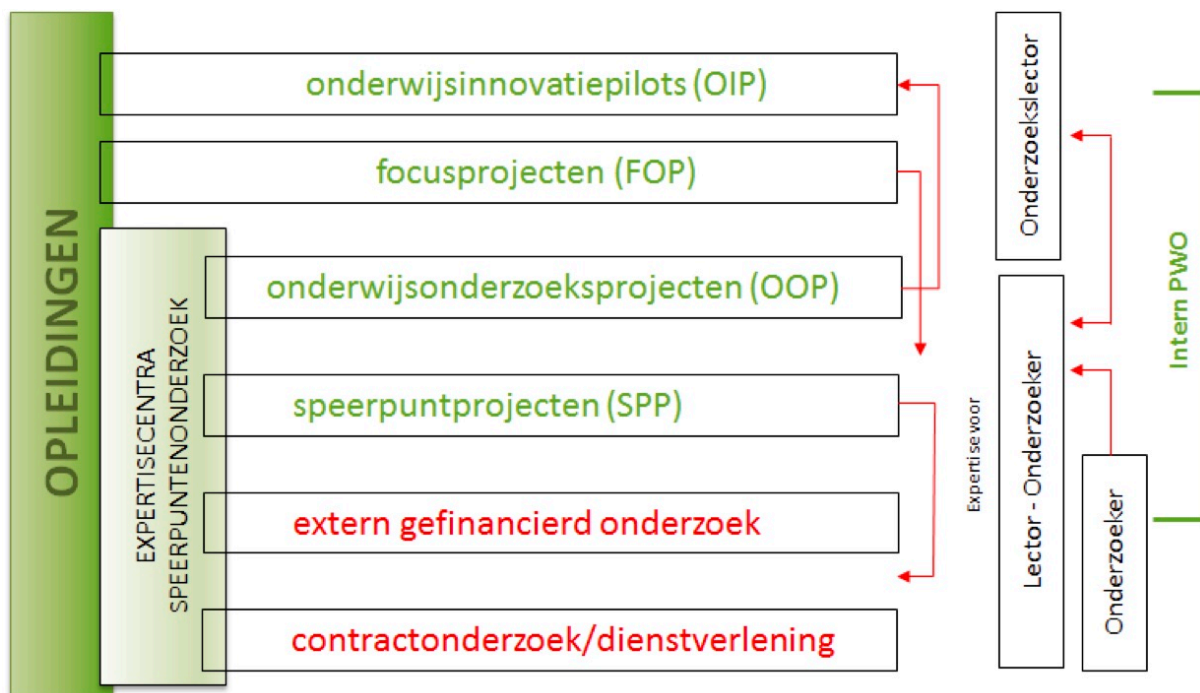 OPLEIDINGEN
onderwijsinnovatiepilots (OIP)
focusprojecten (FOP)
EXPERTISECENTRA
SPEERPUNTENONDERZOEK
onderwijsonderzoeksprojecten (OOP)
speerpuntprojecten (SPP)
extern gefinancierd onderzoek
contractonderzoek/dienstverlening
Expertise voor
Onderzoekslector
Lector - Onderzoeker
Onderzoeker
Intern PWO